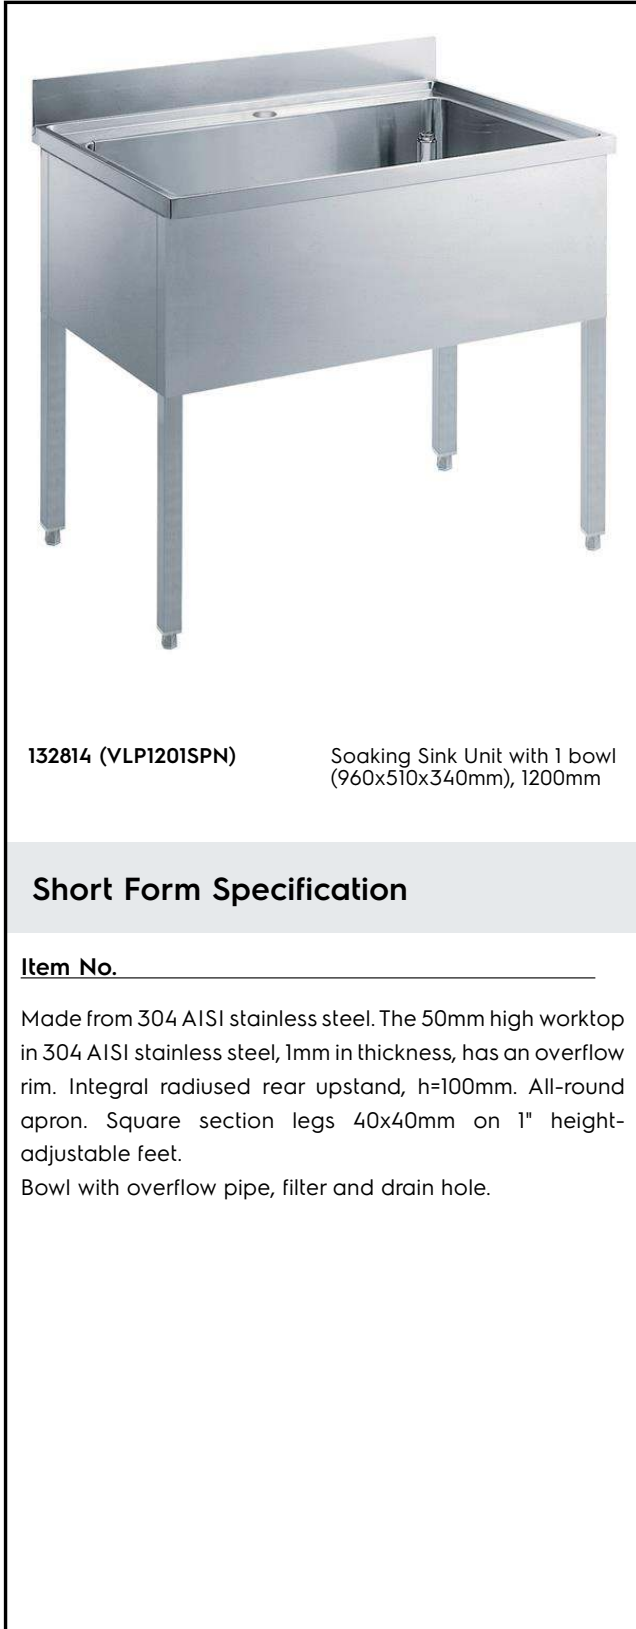 132814 (VLP1201SPN)
Soaking Sink Unit with 1 bowl
(960x510x340mm), 1200mm
Short Form Specification
Item No.
Made from 304 AISI stainless steel. The 50mm high worktop
in 304 AISI stainless steel, 1mm in thickness, has an overflow
rim. Integral radiused rear upstand, h=100mm. All-round
apron. Square section legs 40x40mm on 1" height-
adjustable feet.
Bowl with overflow pipe, filter and drain hole.